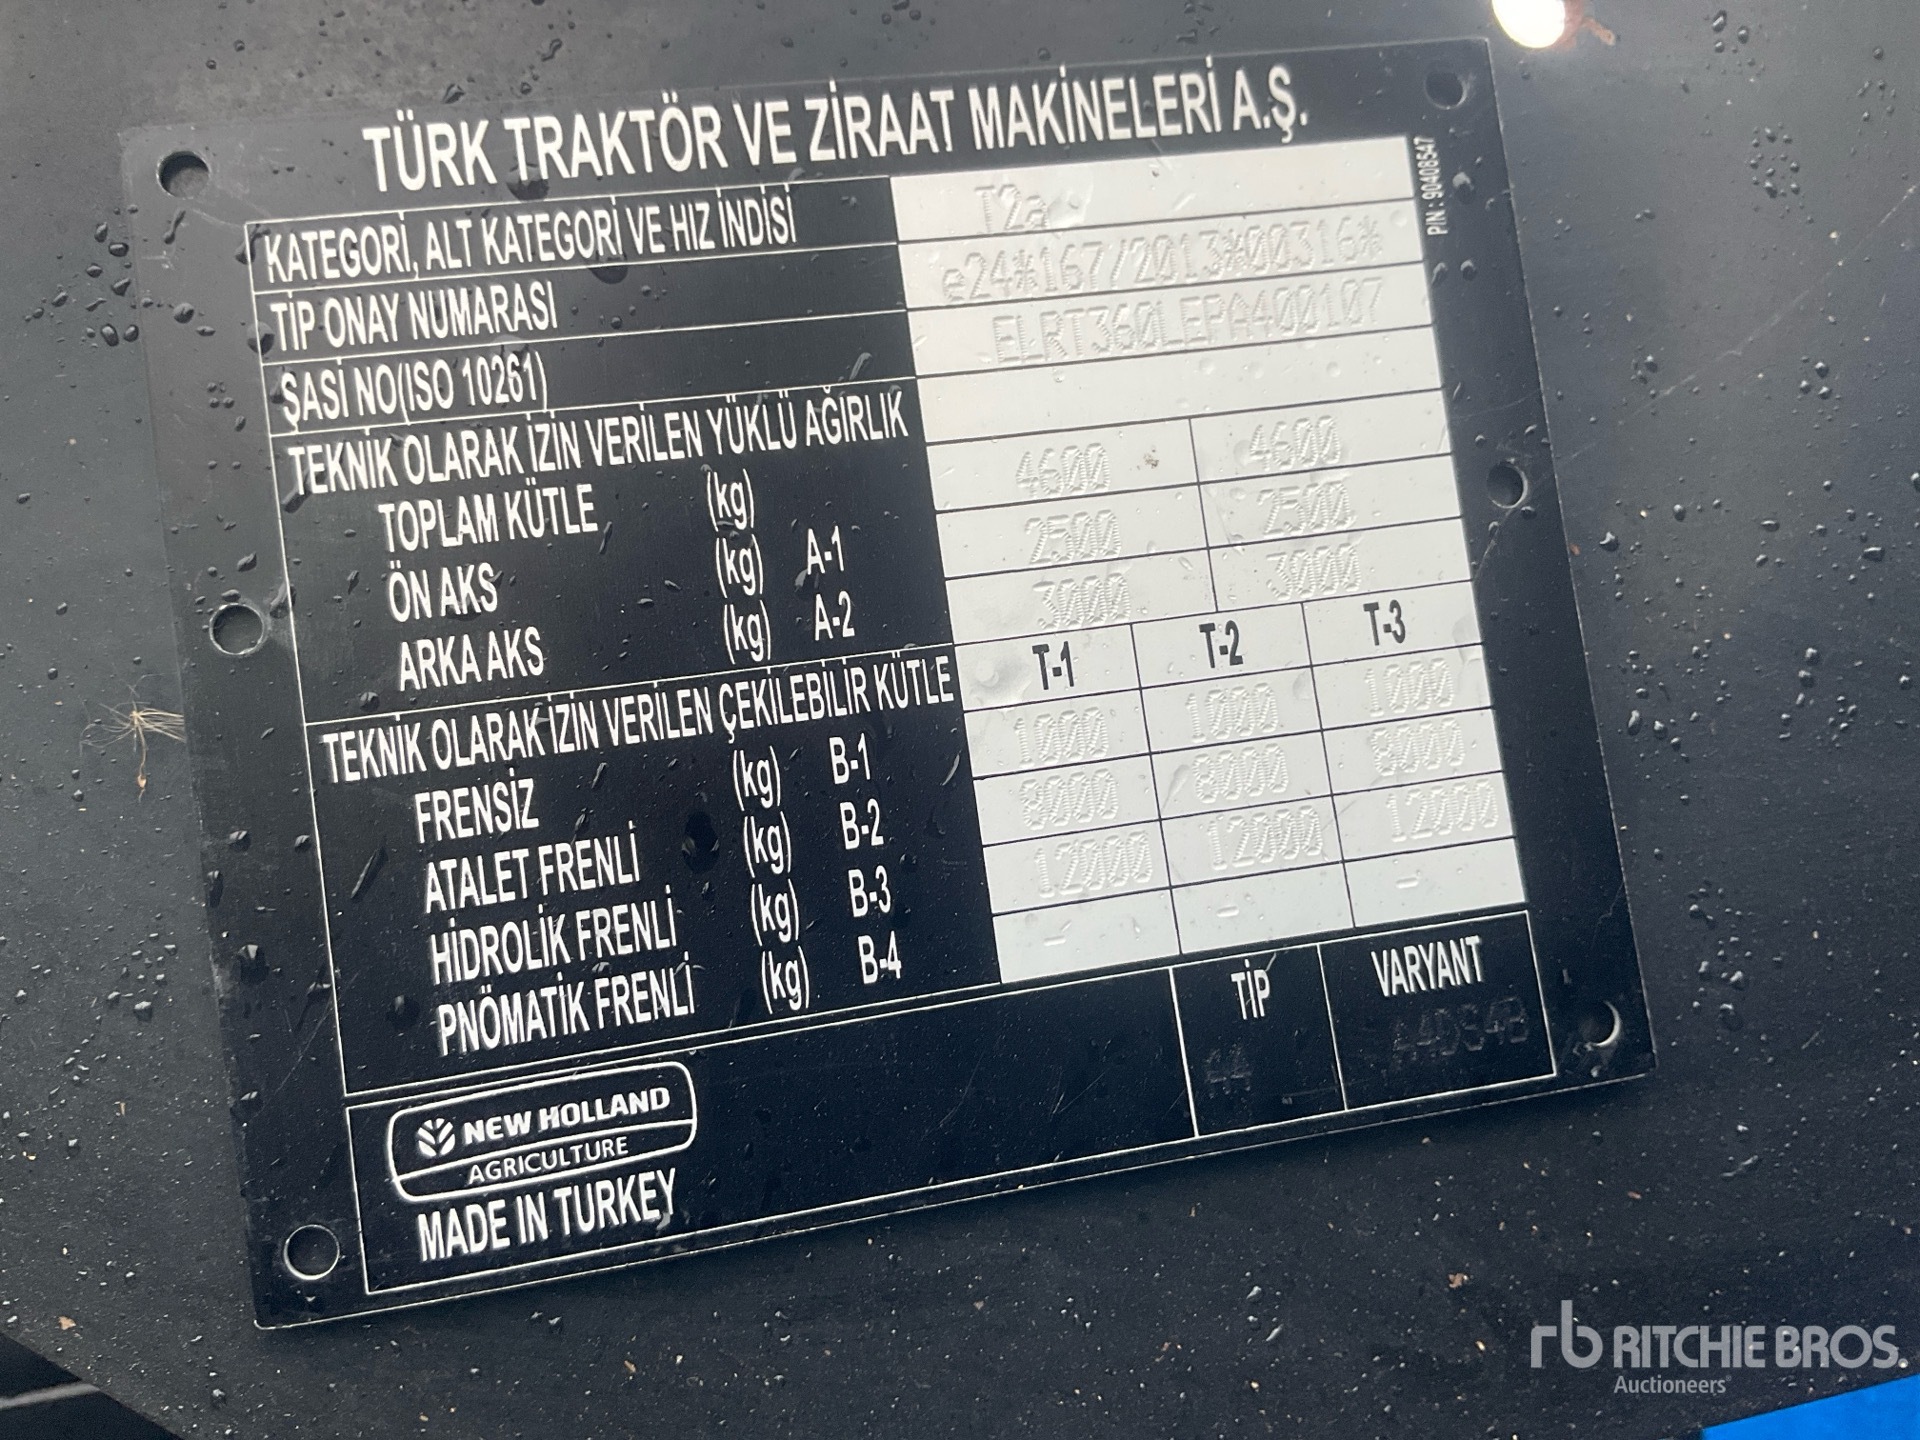 TÜRK TRAKTÖR VE ZİRAAT MAKİNELERİ A.Ş.
PIN: 90408547
KATEGORİ, ALT KATEGORİ VE HIZ İNDİSİ T2a
TİP ONAY NUMARASI e24*167/2013*00316*
ŞASİ NO(ISO 10261) ELRT360LEPA400107
TEKNİK OLARAK İZİN VERİLEN YÜKLÜ AĞIRLIK
TOPLAM KÜTLE (kg) 4600 4600
ÖN AKS (kg) A-1 2500 2500
ARKA AKS (kg) A-2 3000 3000
TEKNİK OLARAK İZİN VERİLEN ÇEKİLEBİLİR KÜTLE T-1 T-2 T-3
FRENSİZ (kg) B-1 1000 1000 1000
ATALET FRENLİ (kg) B-2 8000 8000 8000
HİDROLİK FRENLİ (kg) B-3 12000 12000 12000
PNÖMATİK FRENLİ (kg) B-4 - - -
TİP VARYANT
44 A4DS4B
NEW HOLLAND
AGRICULTURE
MADE IN TURKEY
rb RITCHIE BROS.
Auctioneers